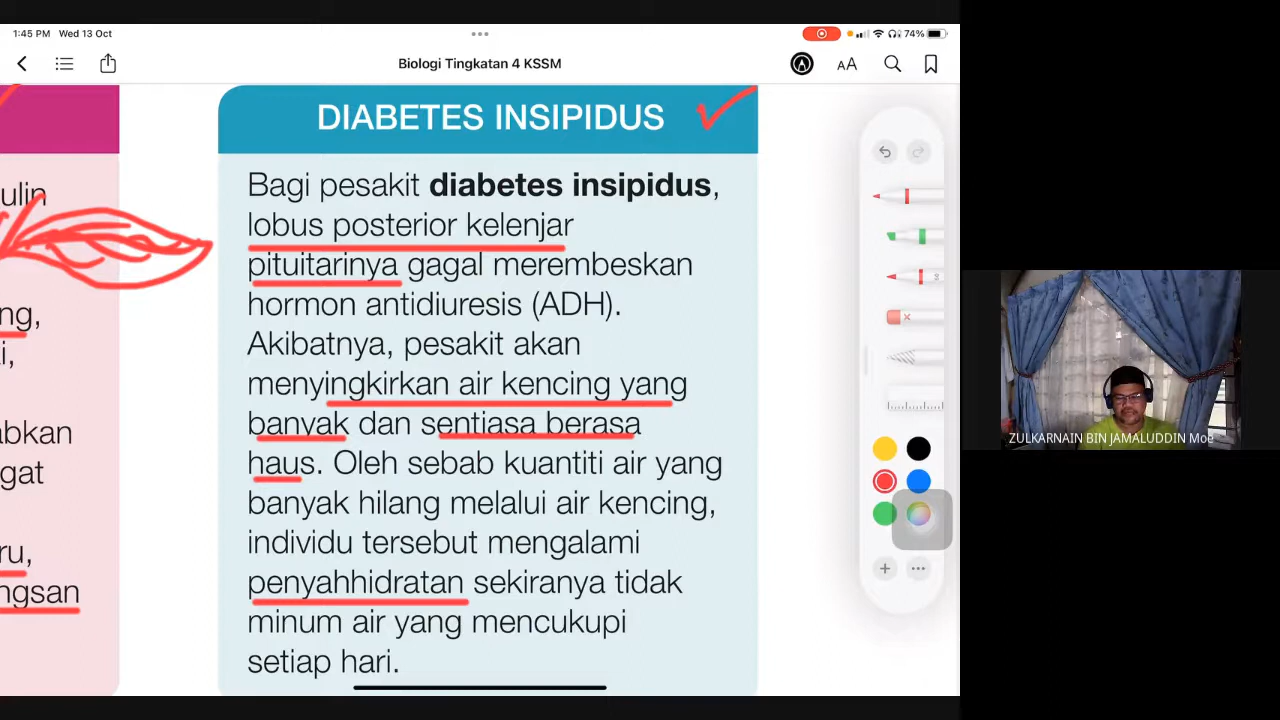 1:45 PM Wed 13 Oct
74%
Biologi Tingkatan 4 KSSM
AA
DIABETES INSIPIDUS
Bagi pesakit diabetes insipidus,
lobus posterior kelenjar
pituitarinya gagal merembeskan
hormon antidiuresis (ADH).
Akibatnya, pesakit akan
menyingkirkan air kencing yang
banyak dan sentiasa berasa
haus. Oleh sebab kuantiti air yang
banyak hilang melalui air kencing,
individu tersebut mengalami
penyahhidratan sekiranya tidak
minum air yang mencukupi
setiap hari.
ulin
ng,
i,
abkan
gat
ru,
ngsan
ZULKARNAIN BIN JAMALUDDIN Moe